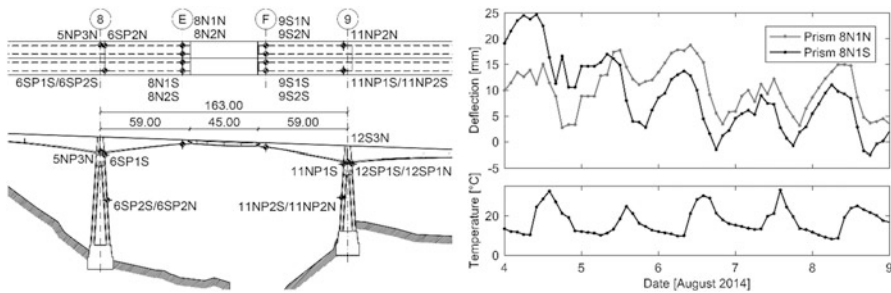 8 E 8N1N 9S1N F 9
5NP3N 6SP2N 8N2N 9S2N 11NP2N
6SP1S/6SP2S 8N1S 9S1S 11NP1S/11NP2S
8N2S 9S2S
163.00
59.00 45.00 59.00
12S3N
5NP3N 6SP1S 11NP1S 12SP1S/12SP1N
6SP2S/6SP2N 11NP2S/11NP2N
25
20
15
10
5
0
-5
Deflection [mm]
Prism 8N1N
Prism 8N1S
20
0
Temperature [°C]
4 5 6 7 8 9
Date [August 2014]